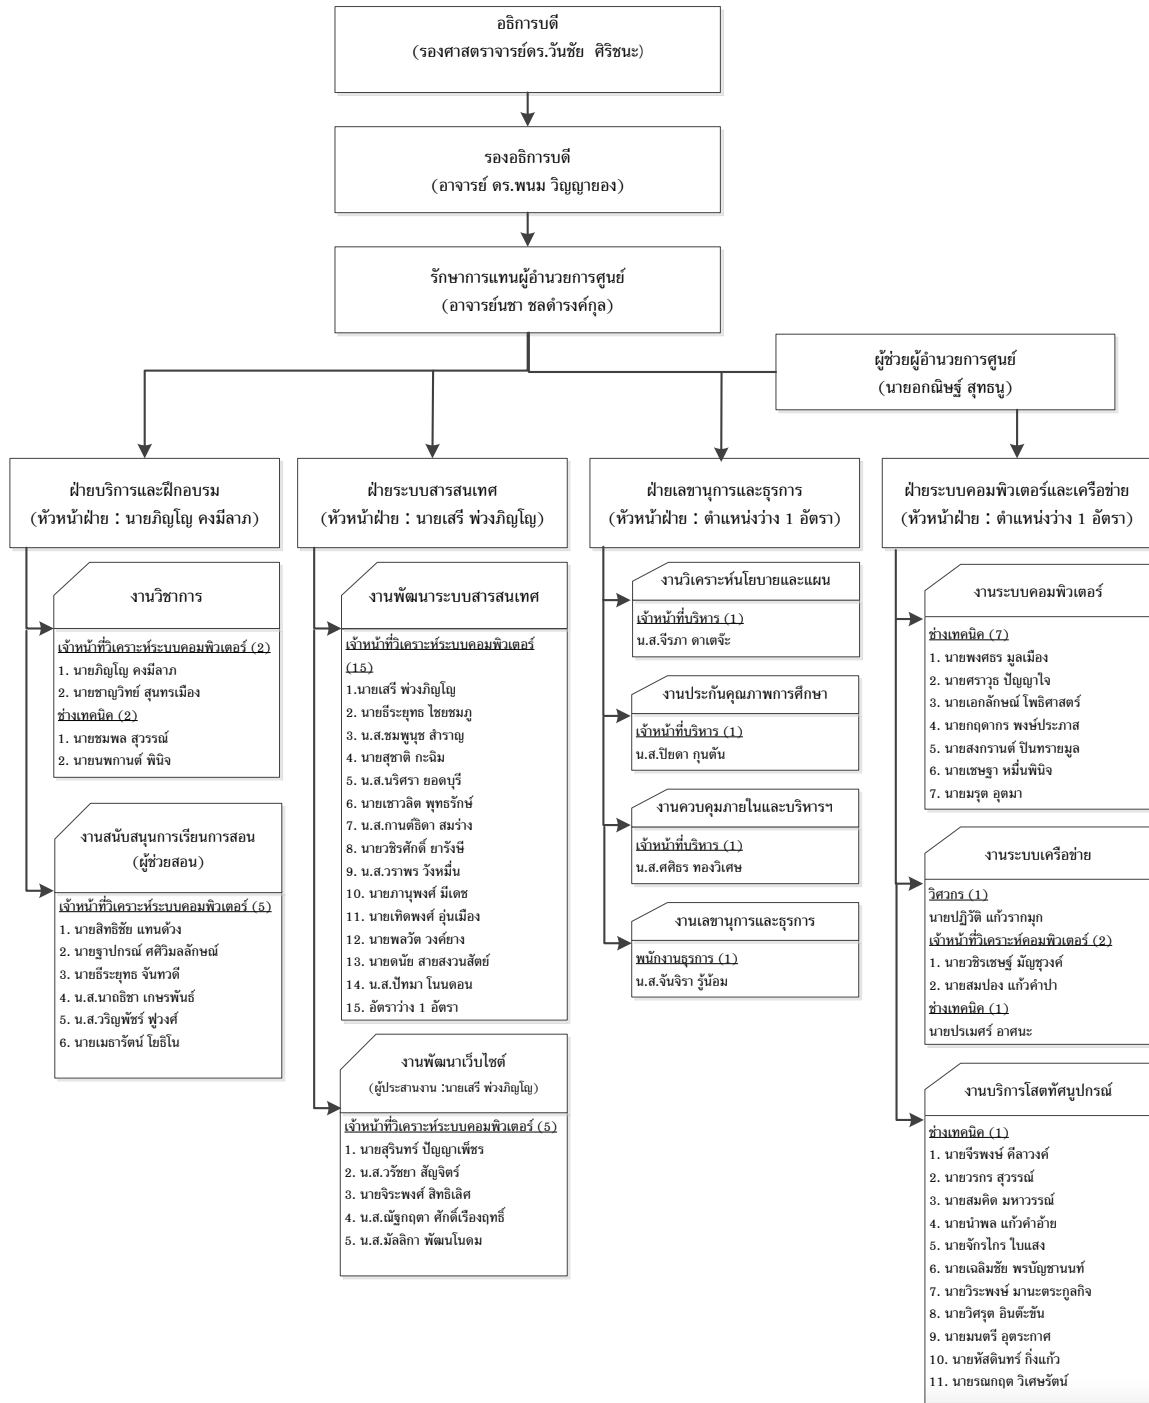 อธิการบดี
(รองศาสตราจารย์ดร.วันชัย ศิริชนะ)
รองอธิการบดี
(อาจารย์ ดร.พนม วิญญายอง)
รักษาการแทนผู้อำนวยการศูนย์
(อาจารย์นชา ชลดำรงค์กุล)
ผู้ช่วยผู้อำนวยการศูนย์
(นายอกณิษฐ์ สุทธนู)
ฝ่ายบริการและฝึกอบรม
(หัวหน้าฝ่าย : นายภิญโญ คงมีลาภ)
งานวิชาการ
เจ้าหน้าที่วิเคราะห์ระบบคอมพิวเตอร์ (2)
1. นายภิญโญ คงมีลาภ
2. นายชาญวิทย์ สุนทรเมือง
ช่างเทคนิค (2)
1. นายชมพล สุวรรณ์
2. นายนพกานต์ พินิจ
งานสนับสนุนการเรียนการสอน
(ผู้ช่วยสอน)
เจ้าหน้าที่วิเคราะห์ระบบคอมพิวเตอร์ (5)
1. นายสิทธิชัย แทนด้วง
2. นายฐาปกรณ์ ศศิวิมลลักษณ์
3. นายธีระยุทธ จันทวดี
4. น.ส.นาถธิชา เกษรพันธ์
5. น.ส.วริญพัชร์ ฟูวงศ์
6. นายเมธารัตน์ โยธิโน
ฝ่ายระบบสารสนเทศ
(หัวหน้าฝ่าย : นายเสรี พ่วงภิญโญ)
งานพัฒนาระบบสารสนเทศ
เจ้าหน้าที่วิเคราะห์ระบบคอมพิวเตอร์
(15)
1.นายเสรี พ่วงภิญโญ
2. นายธีระยุทธ ไชยชมภู
3. น.ส.ชมพูนุช สำราญ
4. นายสุชาติ กะฉิม
5. น.ส.นริศรา ยอดบุรี
6. นายเชาวลิต พุทธรักษ์
7. น.ส.กานต์ธิดา สมร่าง
8. นายวชิรศักดิ์ ยารังษี
9. น.ส.วราพร วังหมื่น
10. นายภานุพงศ์ มีเดช
11. นายเทิดพงศ์ อุ่นเมือง
12. นายพลวัต วงค์ยาง
13. นายดนัย สายสงวนสัตย์
14. น.ส.ปัทมา โนนดอน
15. อัตราว่าง 1 อัตรา
งานพัฒนาเว็บไซต์
(ผู้ประสานงาน :นายเสรี พ่วงภิญโญ)
เจ้าหน้าที่วิเคราะห์ระบบคอมพิวเตอร์ (5)
1. นายสุรินทร์ ปัญญาเพ็ชร
2. น.ส.วรัชยา สัญจิตร์
3. นายจิระพงศ์ สิทธิเลิศ
4. น.ส.ณัฐกฤตา ศักดิ์เรืองฤทธิ์
5. น.ส.มัลลิกา พัฒนโนดม
ฝ่ายเลขานุการและธุรการ
(หัวหน้าฝ่าย : ตำแหน่งว่าง 1 อัตรา)
งานวิเคราะห์นโยบายและแผน
เจ้าหน้าที่บริหาร (1)
น.ส.จีรภา ดาเตจ๊ะ
งานประกันคุณภาพการศึกษา
เจ้าหน้าที่บริหาร (1)
น.ส.ปิยดา กุนตัน
งานควบคุมภายในและบริหารฯ
เจ้าหน้าที่บริหาร (1)
น.ส.ศศิธร ทองวิเศษ
งานเลขานุการและธุรการ
พนักงานธุรการ (1)
น.ส.จันจิรา รู้น้อม
ฝ่ายระบบคอมพิวเตอร์และเครือข่าย
(หัวหน้าฝ่าย : ตำแหน่งว่าง 1 อัตรา)
งานระบบคอมพิวเตอร์
ช่างเทคนิค (7)
1. นายพงศธร มูลเมือง
2. นายศราวุธ ปัญญาใจ
3. นายเอกลักษณ์ โพธิศาสตร์
4. นายกฤดากร พงษ์ประภาส
5. นายสงกรานต์ ปินทรายมูล
6. นายเชษฐา หมื่นพินิจ
7. นายมรุต อุตมา
งานระบบเครือข่าย
วิศวกร (1)
นายปฏิวัติ แก้วรากมุก
เจ้าหน้าที่วิเคราะห์คอมพิวเตอร์ (2)
1. นายวชิรเชษฐ์ มัญชุวงค์
2. นายสมปอง แก้วคำปา
ช่างเทคนิค (1)
นายปรเมศร์ อาศนะ
งานบริการโสตทัศนูปกรณ์
ช่างเทคนิค (1)
1. นายจีรพงษ์ คีลาวงค์
2. นายวรกร สุวรรณ์
3. นายสมคิด มหาวรรณ์
4. นายนำพล แก้วคำอ้าย
5. นายจักรไกร ใบแสง
6. นายเฉลิมชัย พรบัญชานนท์
7. นายวิระพงษ์ มานะตระกูลกิจ
8. นายวิศรุต อินต๊ะขัน
9. นายมนตรี อุตระกาศ
10. นายหัสดินทร์ กิ่งแก้ว
11. นายรณกฤต วิเศษรัตน์